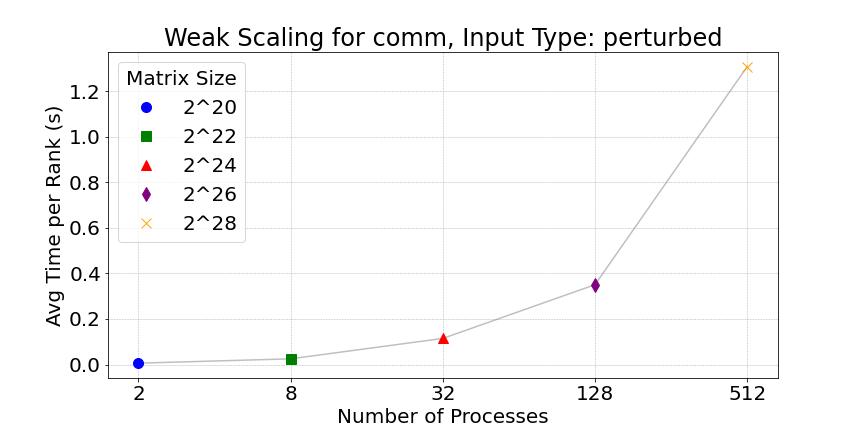 Weak Scaling for comm, Input Type: perturbed
Avg Time per Rank (s)
1.2
1.0
0.8
0.6
0.4
0.2
0.0
Matrix Size
2^20
2^22
2^24
2^26
2^28
2 8 32 128 512
Number of Processes